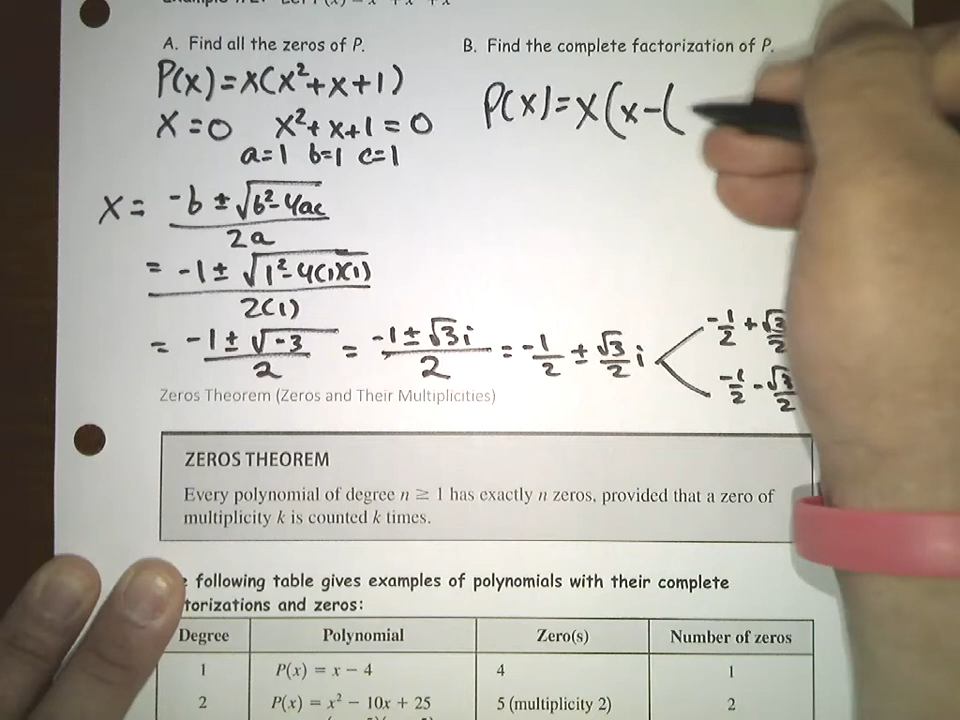 A. Find all the zeros of P.
P(x)=x(x²+x+1)
x=0 x²+x+1=0
a=1 b=1 c=1
x = (-b ± √(b²-4ac))/2a
= (-1 ± √(1²-4(1)(1)))/2(1)
= (-1 ± √-3)/2 = (-1 ± √3i)/2 = -1/2 ± √3/2 i
-1/2 + √3/2
-1/2 - √3/2
B. Find the complete factorization of P.
P(x)=x(x-(
Zeros Theorem (Zeros and Their Multiplicities)
ZEROS THEOREM
Every polynomial of degree n ≥ 1 has exactly n zeros, provided that a zero of
multiplicity k is counted k times.
following table gives examples of polynomials with their complete
torizations and zeros:
Degree Polynomial Zero(s) Number of zeros
1 P(x) = x − 4 4 1
2 P(x) = x² − 10x + 25 5 (multiplicity 2) 2